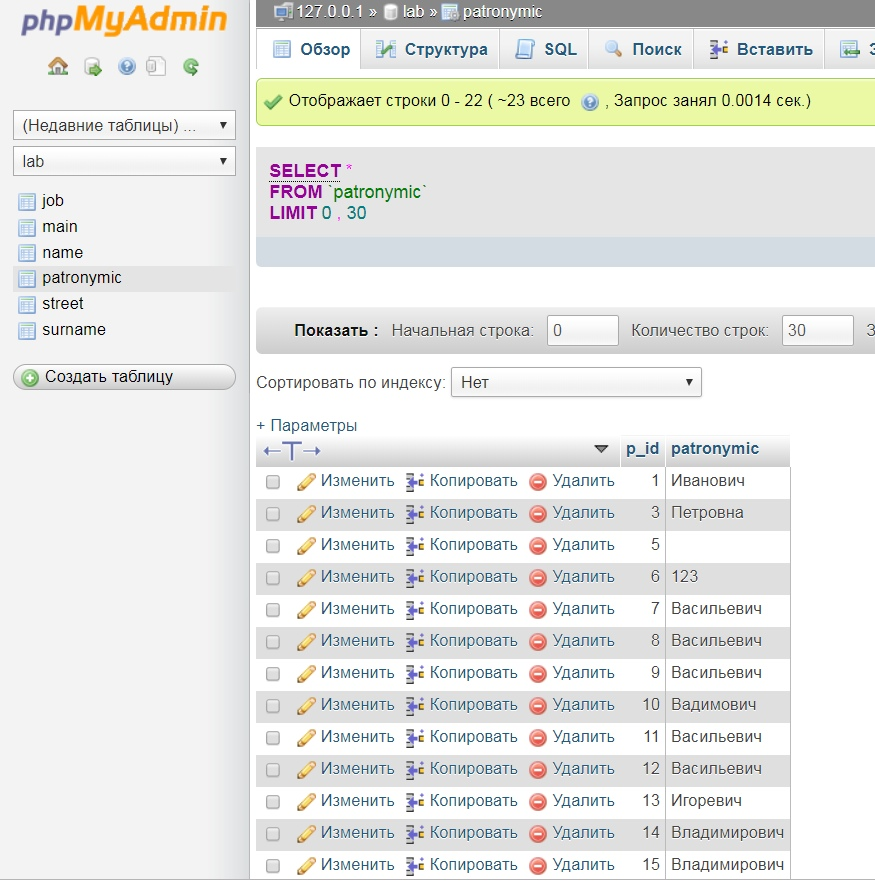 phpMyAdmin
(Недавние таблицы) ...
lab
job
main
name
patronymic
street
surname
Создать таблицу
127.0.0.1 » lab » patronymic
Обзор Структура SQL Поиск Вставить Э
Отображает строки 0 - 22 ( ~23 всего , Запрос занял 0.0014 сек.)
SELECT *
FROM `patronymic`
LIMIT 0 , 30
Показать : Начальная строка: 0 Количество строк: 30 З
Сортировать по индексу: Нет
+ Параметры
←T→ p_id patronymic
Изменить Копировать Удалить 1 Иванович
Изменить Копировать Удалить 3 Петровна
Изменить Копировать Удалить 5
Изменить Копировать Удалить 6 123
Изменить Копировать Удалить 7 Васильевич
Изменить Копировать Удалить 8 Васильевич
Изменить Копировать Удалить 9 Васильевич
Изменить Копировать Удалить 10 Вадимович
Изменить Копировать Удалить 11 Васильевич
Изменить Копировать Удалить 12 Васильевич
Изменить Копировать Удалить 13 Игоревич
Изменить Копировать Удалить 14 Владимирович
Изменить Копировать Удалить 15 Владимирович